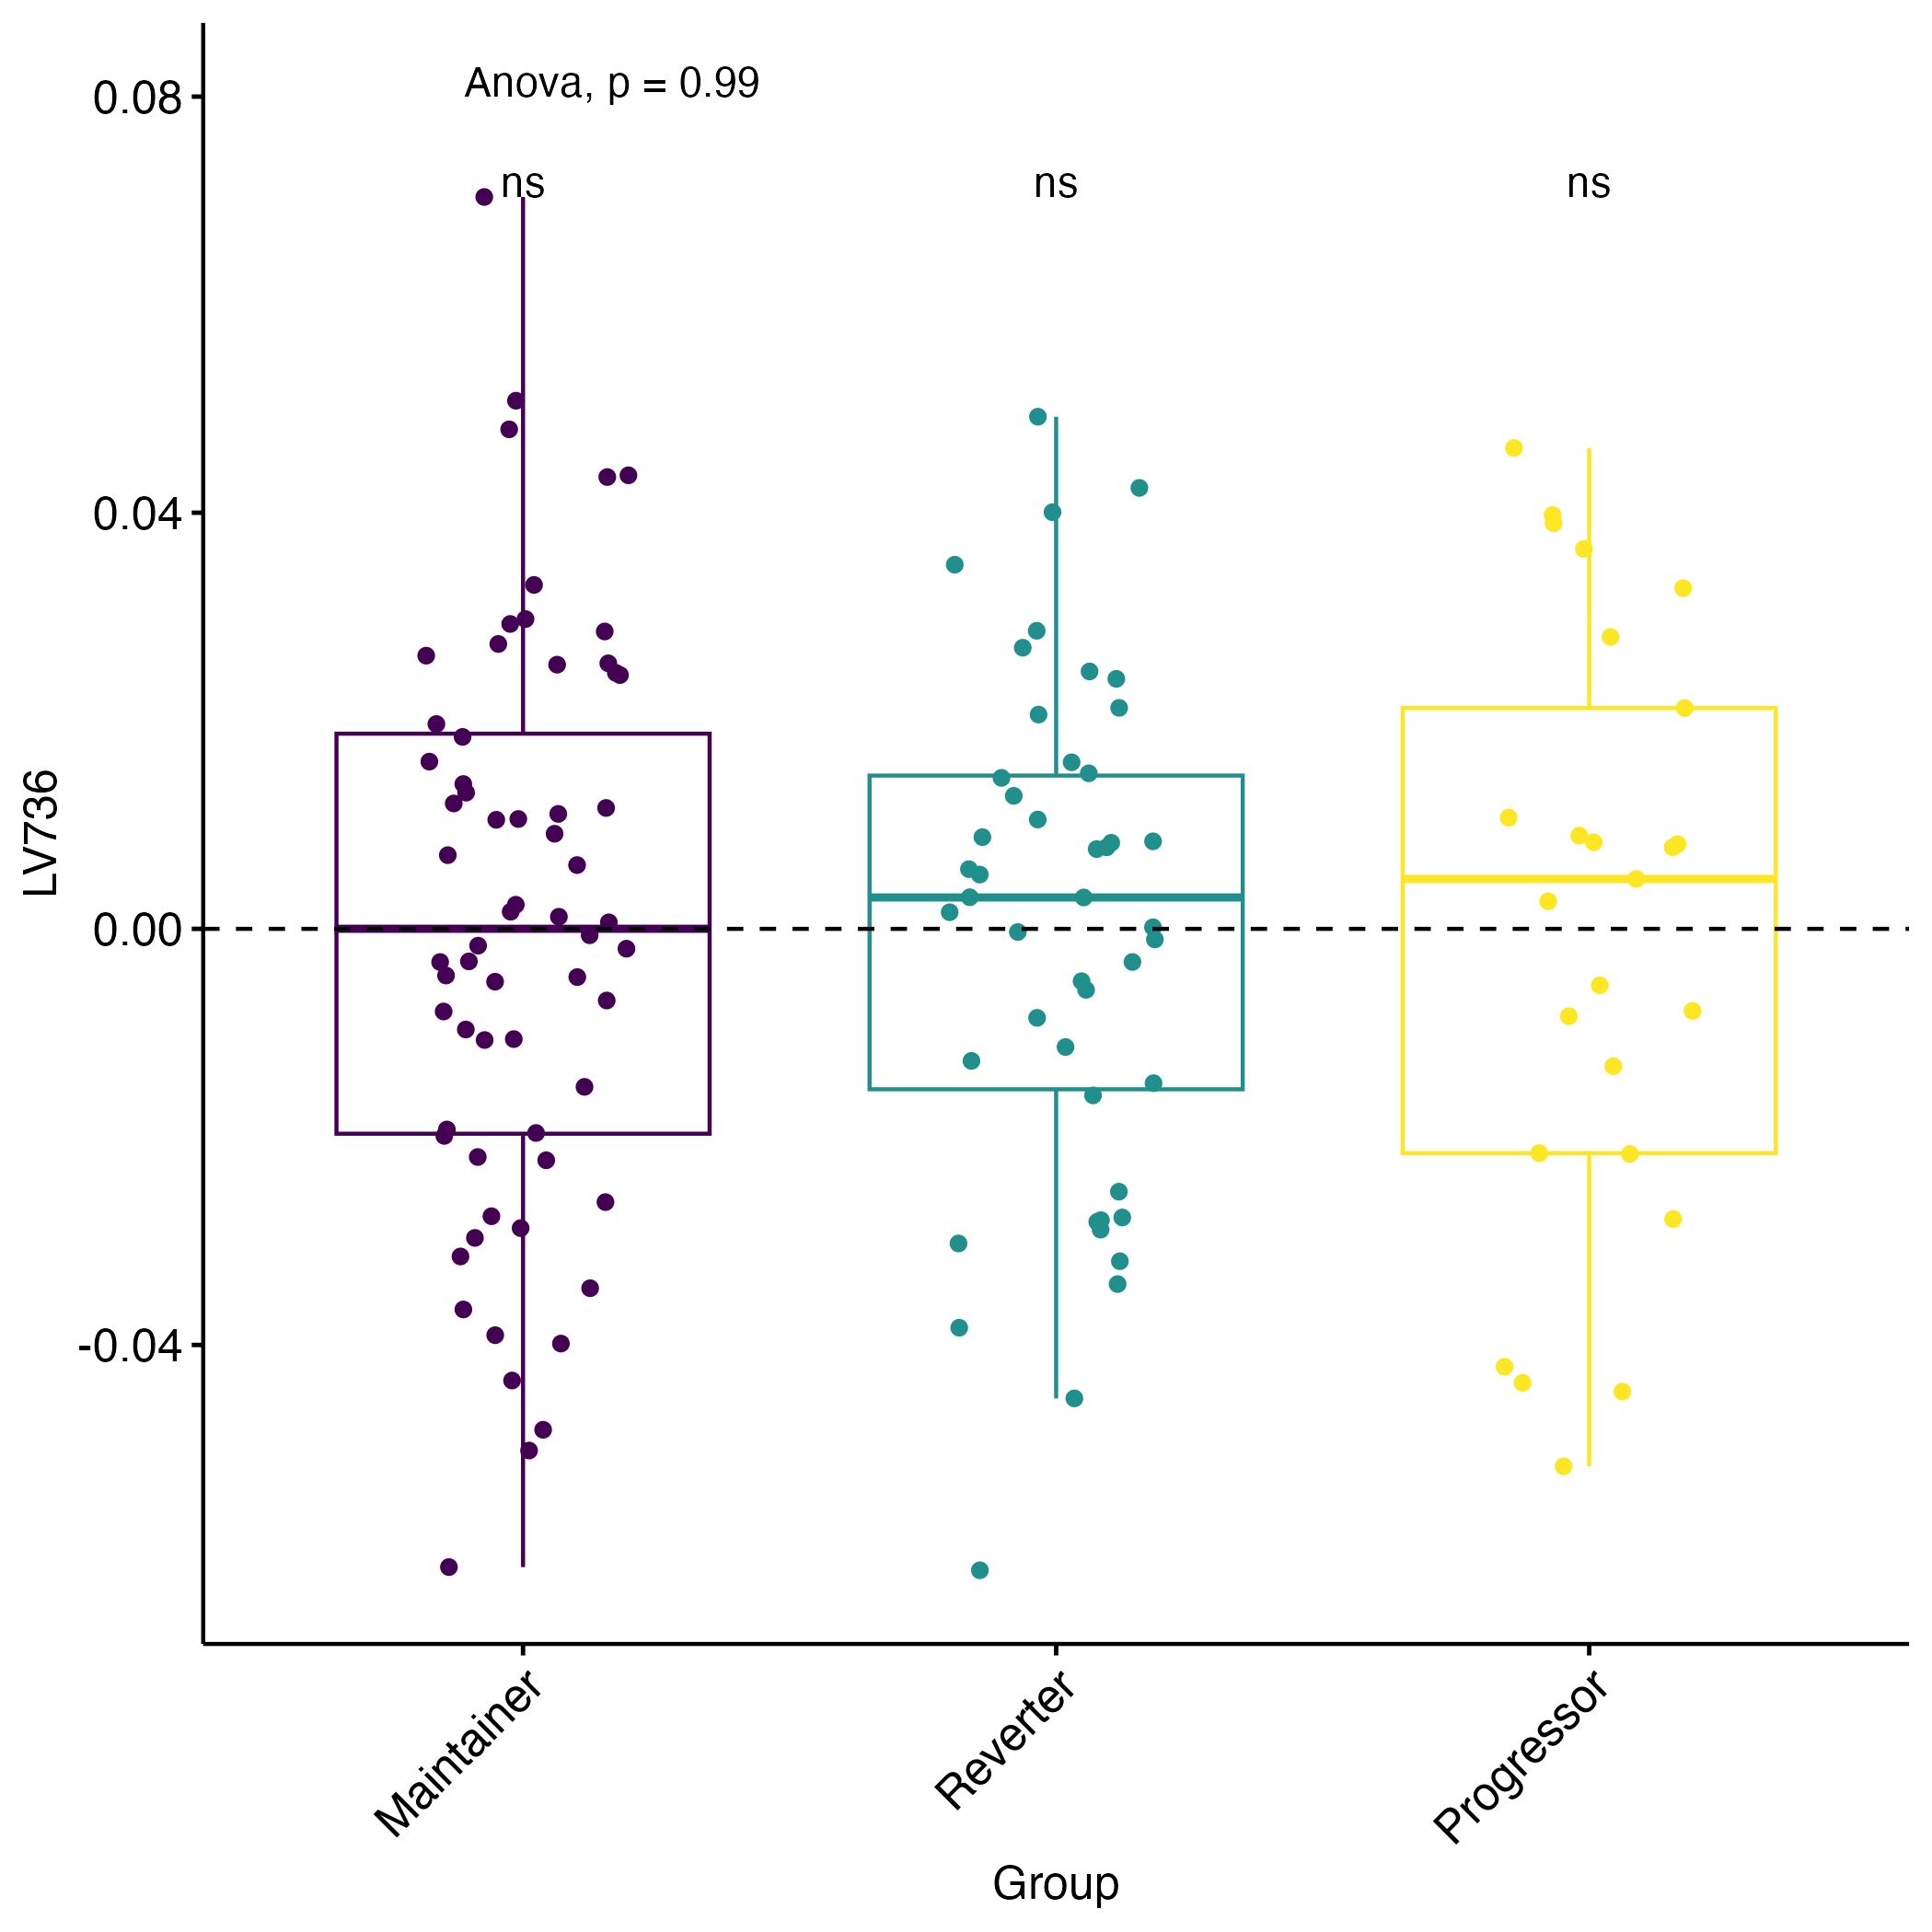 Anova, p = 0.99
ns ns ns
0.08
0.04
0.00
-0.04
LV736
Maintainer
Reverter
Progressor
Group